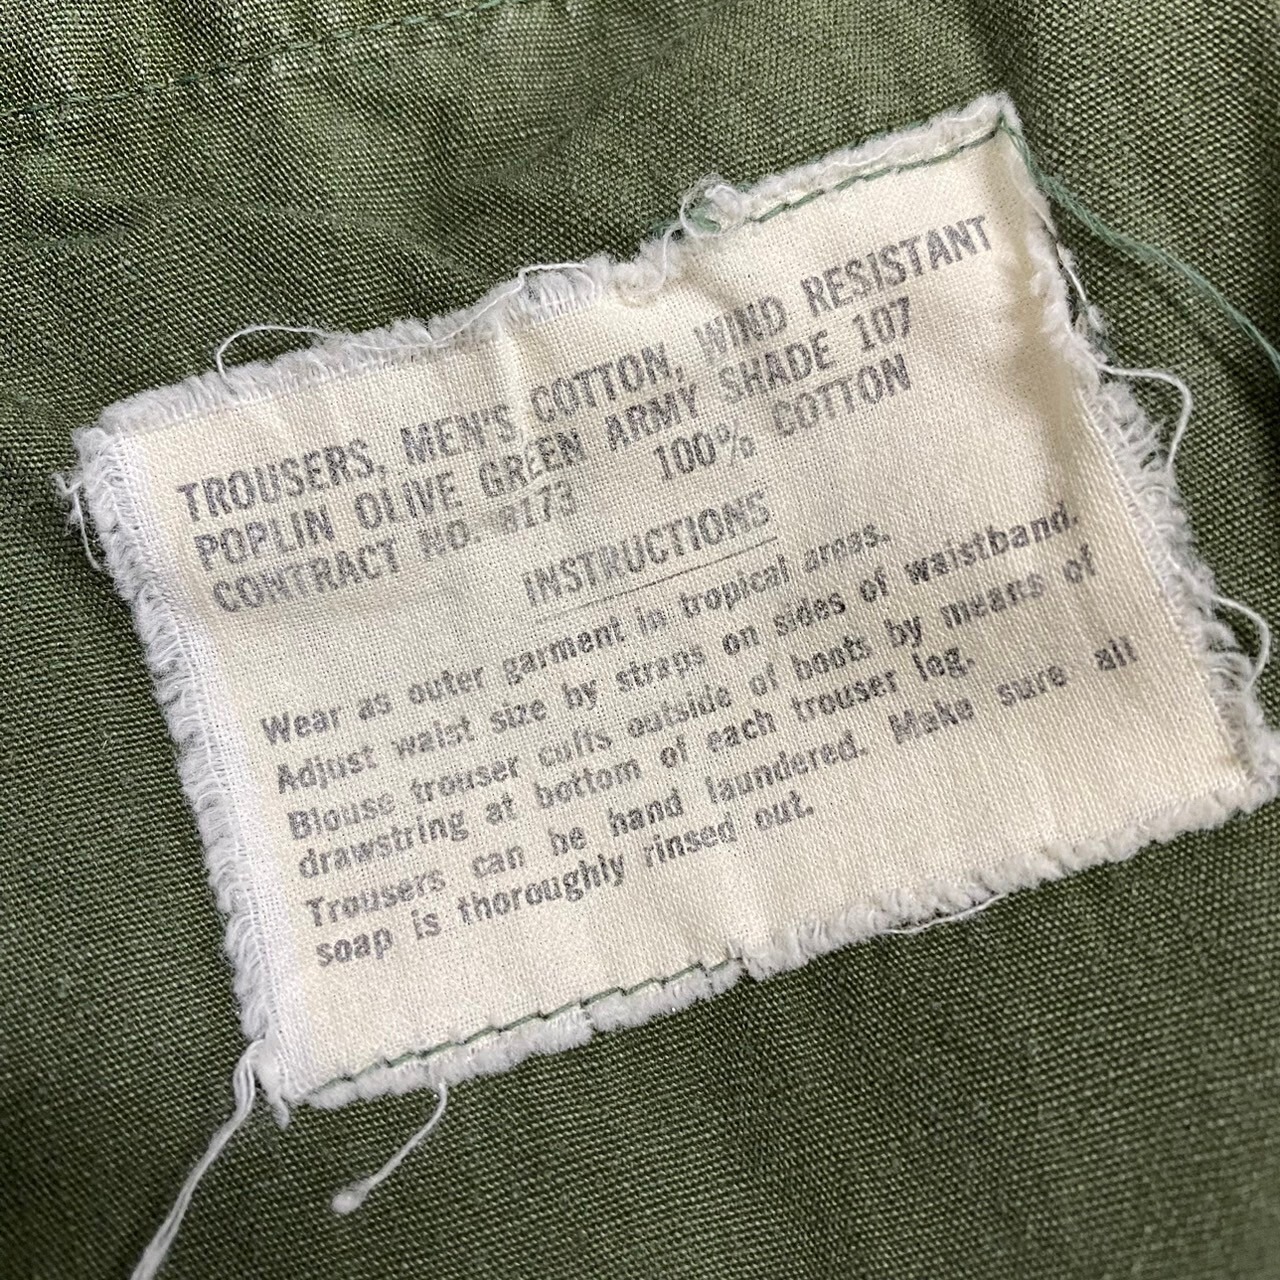 TROUSERS, MEN'S, COTTON, WIND RESISTANT
POPLIN OLIVE GREEN ARMY SHADE 107
CONTRACT NO. 8173 100% COTTON
INSTRUCTIONS
Wear as outer garment in tropical areas.
Adjust waist size by straps on sides of waistband.
Blouse trouser cuffs outside of boots by means of
drawstring at bottom of each trouser leg.
Trousers can be hand laundered. Make sure all
soap is thoroughly rinsed out.